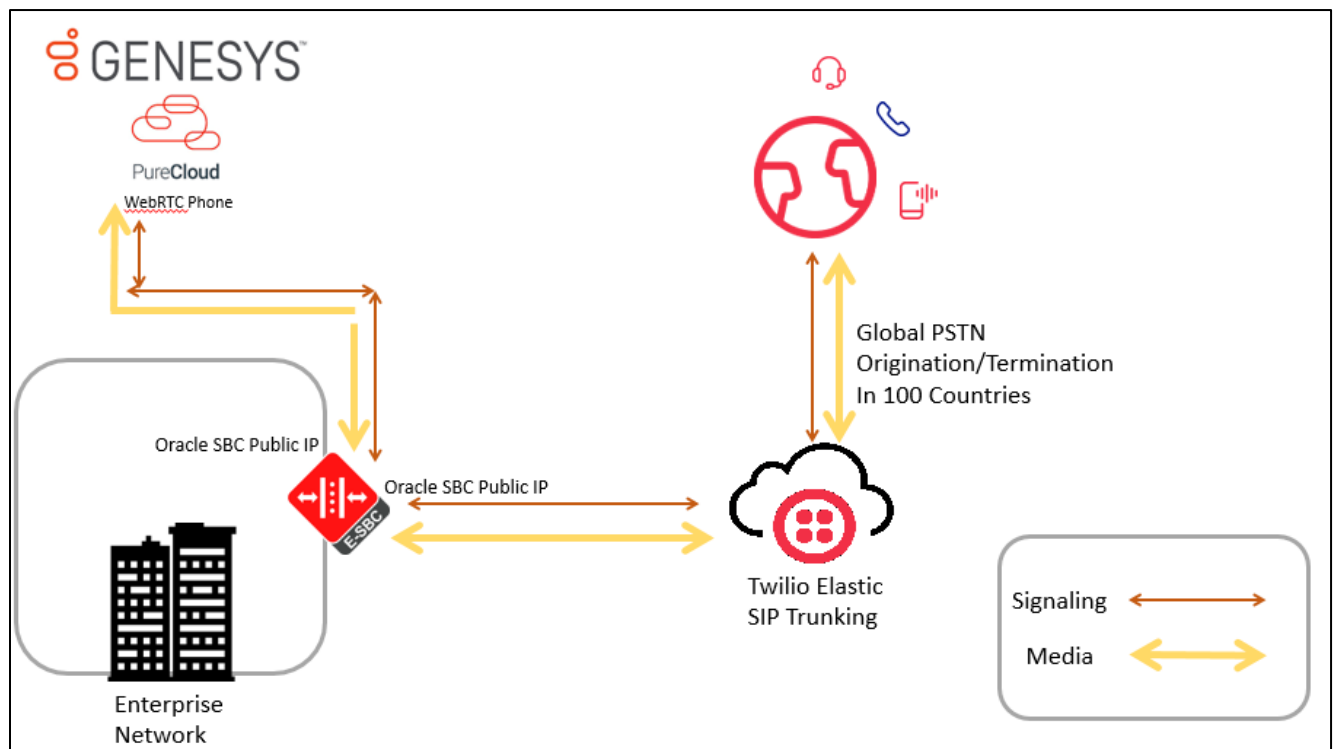 GENESYS™
PureCloud
WebRTC Phone
Global PSTN
Origination/Termination
In 100 Countries
Oracle SBC Public IP
Oracle SBC Public IP
E-SBC
Twilio Elastic
SIP Trunking
Signaling
Media
Enterprise
Network